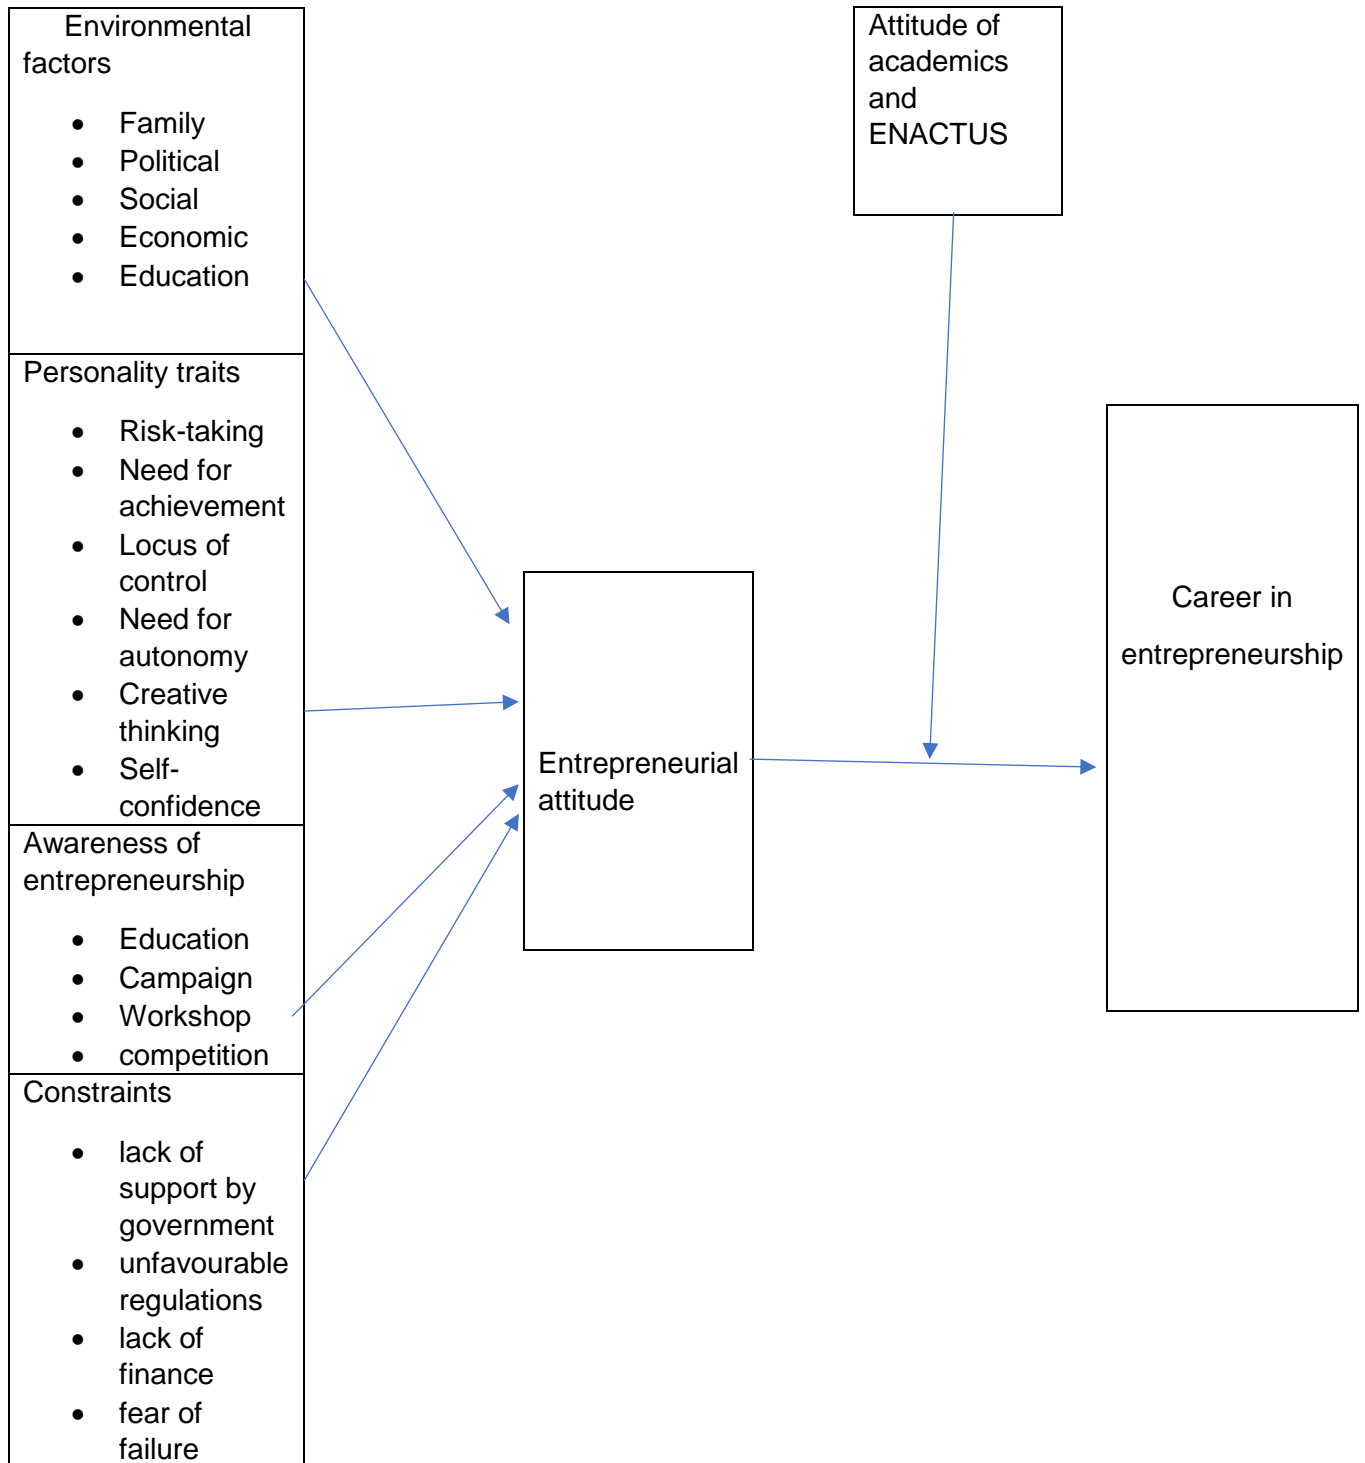 Environmental
factors
• Family
• Political
• Social
• Economic
• Education
Personality traits
• Risk-taking
• Need for
achievement
• Locus of
control
• Need for
autonomy
• Creative
thinking
• Self-
confidence
Awareness of
entrepreneurship
• Education
• Campaign
• Workshop
• competition
Constraints
• lack of
support by
government
• unfavourable
regulations
• lack of
finance
• fear of
failure
Entrepreneurial
attitude
Attitude of
academics
and
ENACTUS
Career in
entrepreneurship